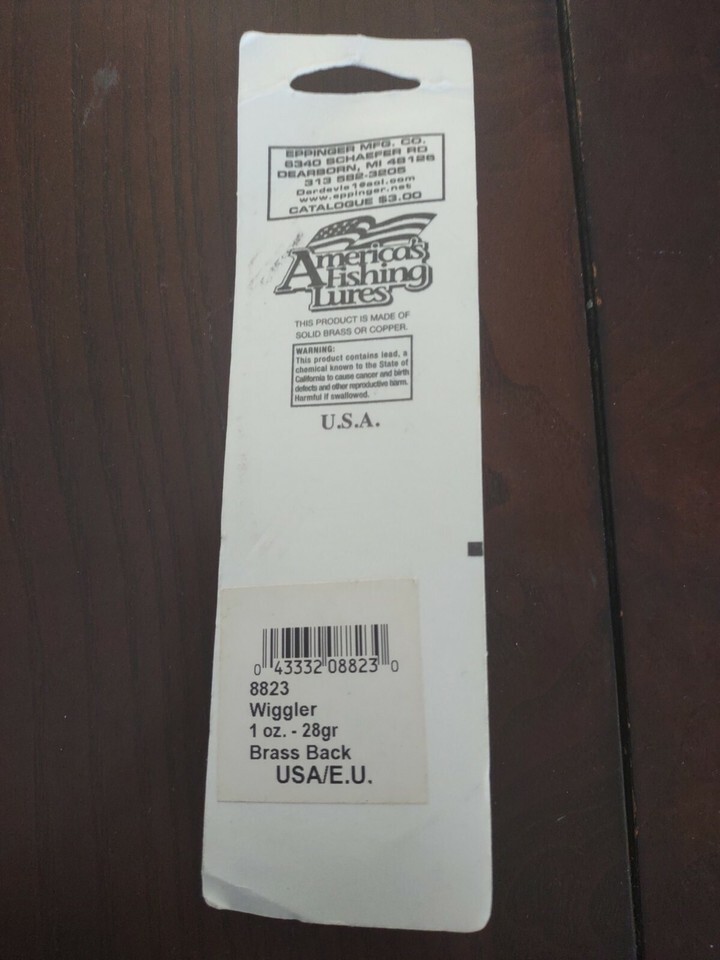 EPPINGER MFG. CO.
6340 SCHAEFER RD
DEARBORN, MI 48126
313 582-3205
Dardevle1@aol.com
www.eppinger.net
CATALOGUE $3.00
America's
Fishing
Lures
THIS PRODUCT IS MADE OF
SOLID BRASS OR COPPER.
WARNING:
This product contains lead, a
chemical known to the State of
California to cause cancer and birth
defects and other reproductive harm.
Harmful if swallowed.
U.S.A.
0 43332 08823 0
8823
Wiggler
1 oz. - 28gr
Brass Back
USA/E.U.